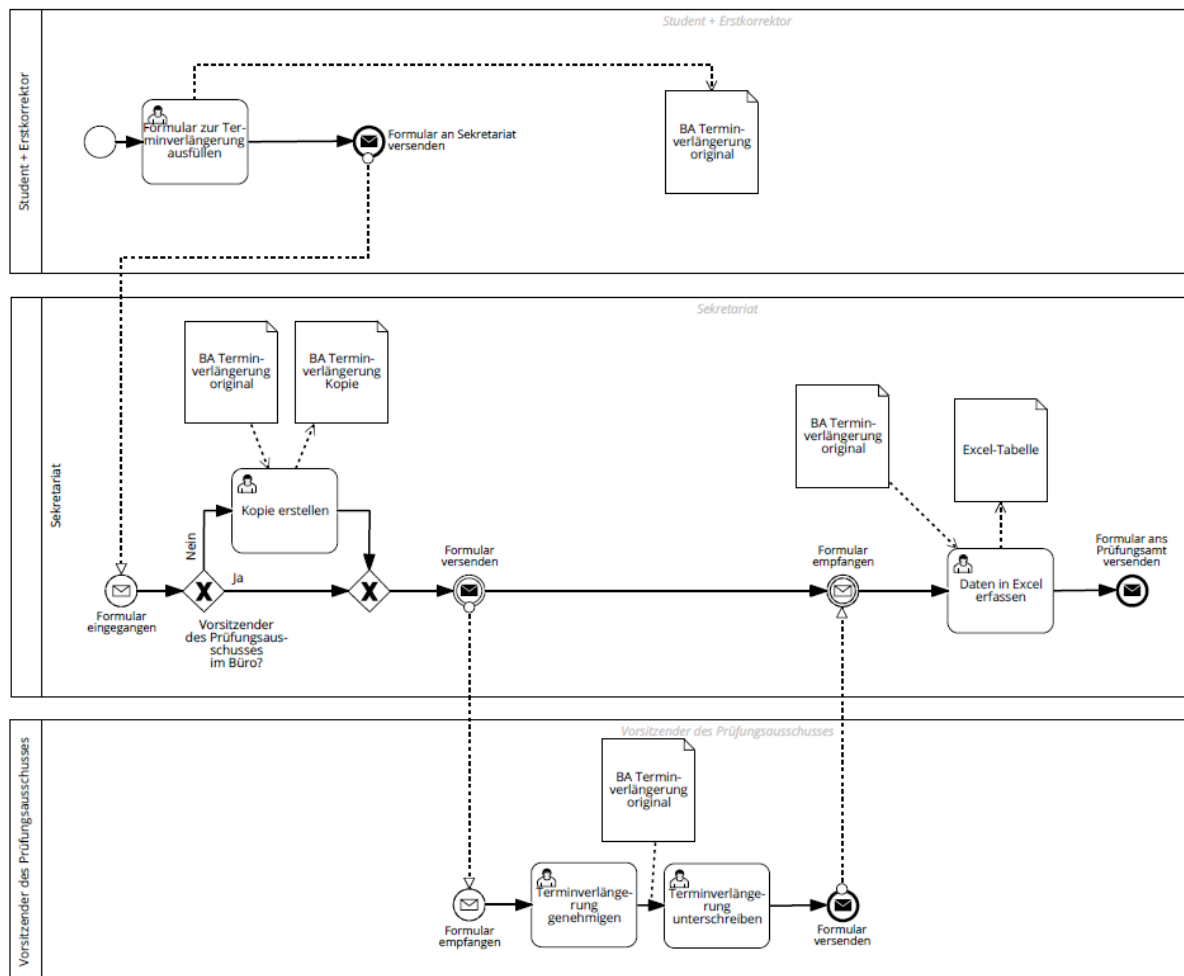 Student + Erstkorrektor
Student + Erstkorrektor
Formular zur Ter-
minverlängerung
ausfüllen
Formular an Sekretariat
versenden
BA Termin-
verlängerung
original
Sekretariat
Sekretariat
BA Termin-
verlängerung
original
BA Termin-
verlängerung
Kopie
BA Termin-
verlängerung
original
Excel-Tabelle
Kopie erstellen
Nein
Ja
Formular
eingegangen
Vorsitzender
des Prüfungsaus-
schusses
im Büro?
Formular
versenden
Formular
empfangen
Daten in Excel
erfassen
Formular ans
Prüfungsamt
versenden
Vorsitzender des Prüfungsausschusses
Vorsitzender des Prüfungsausschusses
BA Termin-
verlängerung
original
Formular
empfangen
Terminverlänge-
rung
genehmigen
Terminverlänge-
rung
unterschreiben
Formular
versenden